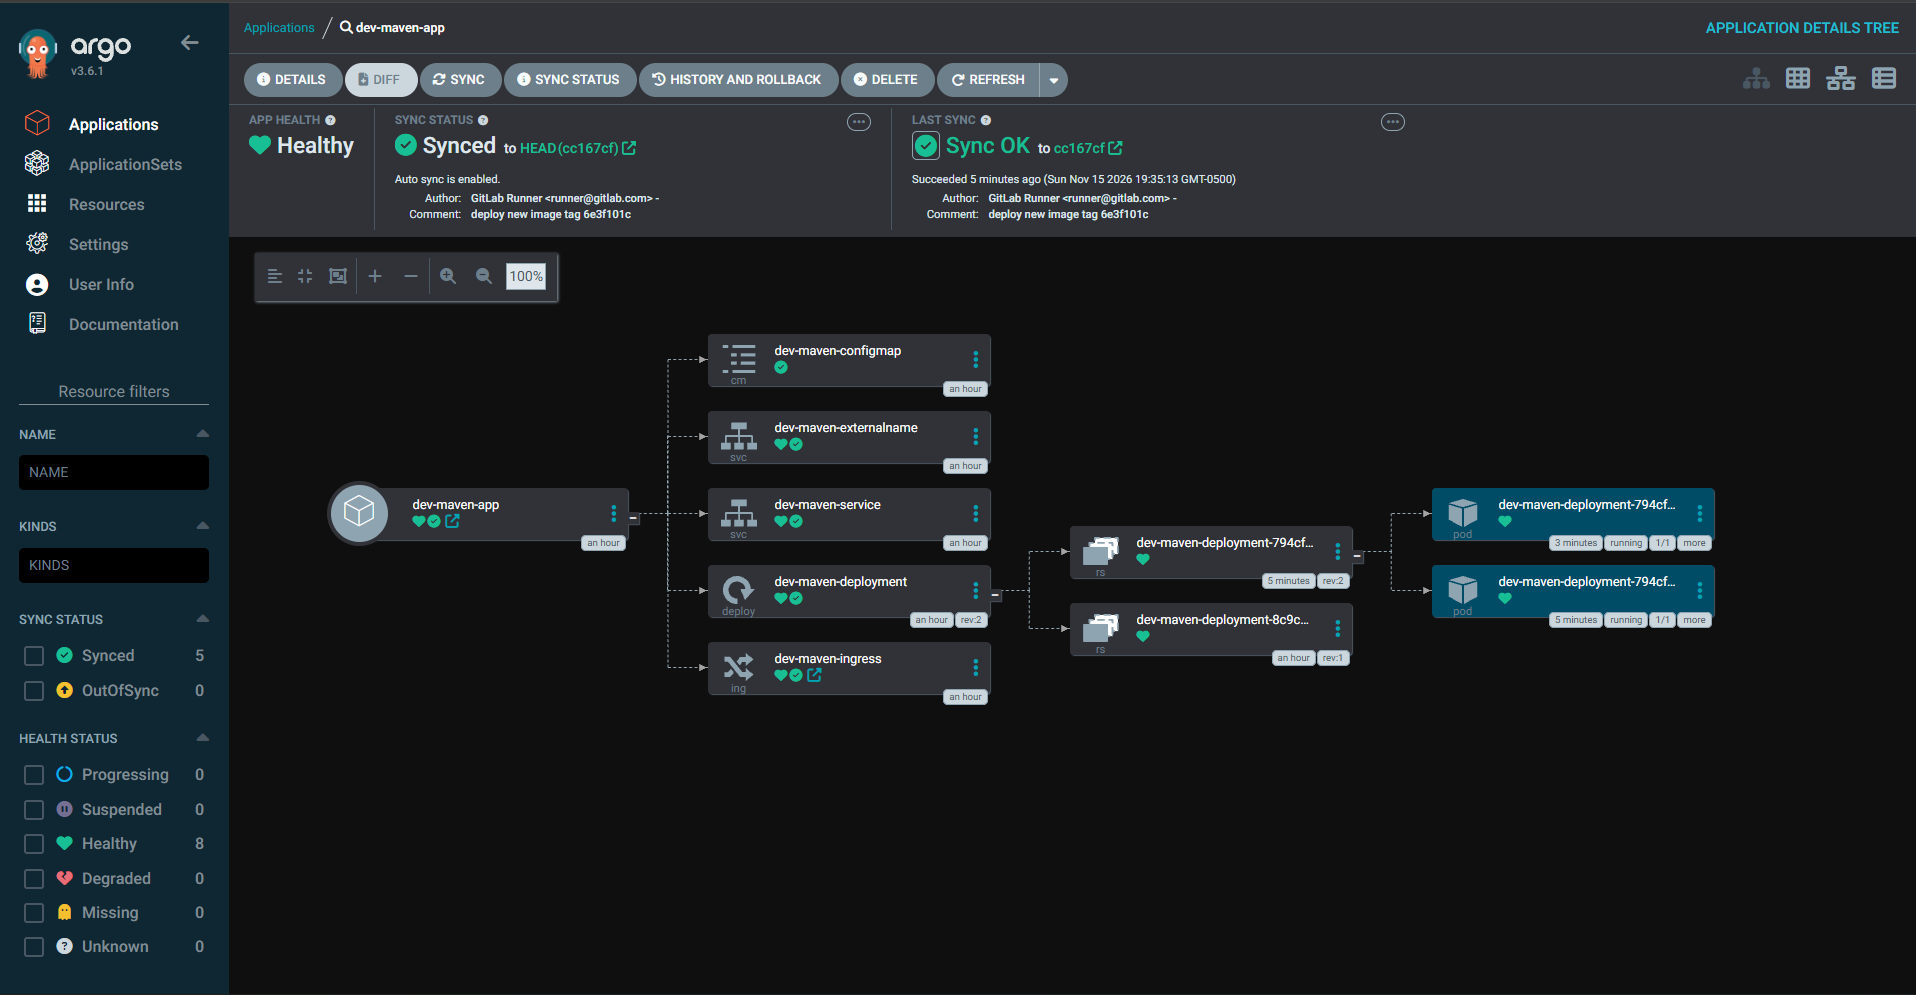 argo
v3.6.1
Applications
ApplicationSets
Resources
Settings
User Info
Documentation
Resource filters
NAME
NAME
KINDS
KINDS
SYNC STATUS
Synced 5
OutOfSync 0
HEALTH STATUS
Progressing 0
Suspended 0
Healthy 8
Degraded 0
Missing 0
Unknown 0
Applications / dev-maven-app
APPLICATION DETAILS TREE
DETAILS DIFF SYNC SYNC STATUS HISTORY AND ROLLBACK DELETE REFRESH
APP HEALTH
Healthy
SYNC STATUS
Synced to HEAD (cc167cf)
Auto sync is enabled.
Author: GitLab Runner <runner@gitlab.com> -
Comment: deploy new image tag 6e3f101c
LAST SYNC
Sync OK to cc167cf
Succeeded 5 minutes ago (Sun Nov 15 2026 19:35:13 GMT-0500)
Author: GitLab Runner <runner@gitlab.com> -
Comment: deploy new image tag 6e3f101c
100%
dev-maven-app
an hour
dev-maven-configmap
cm
an hour
dev-maven-externalname
svc
an hour
dev-maven-service
svc
an hour
dev-maven-deployment
deploy
an hour rev:2
dev-maven-ingress
ing
an hour
dev-maven-deployment-794cf...
rs
5 minutes rev:2
dev-maven-deployment-8c9c...
rs
an hour rev:1
dev-maven-deployment-794cf...
pod
3 minutes running 1/1 more
dev-maven-deployment-794cf...
pod
5 minutes running 1/1 more